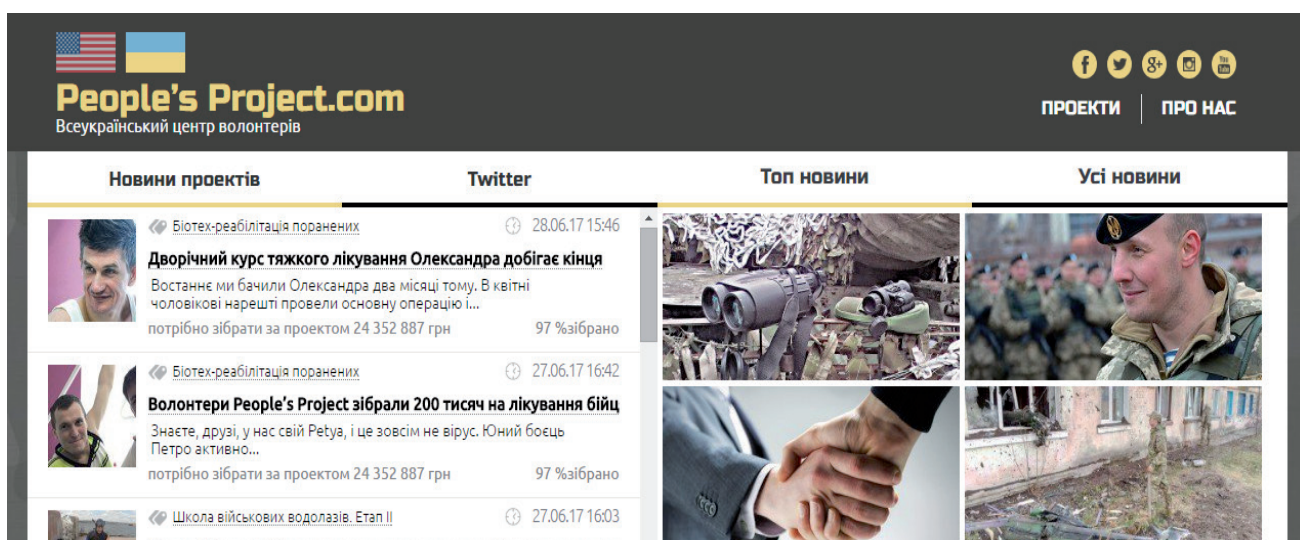 People's Project.com
Всеукраїнський центр волонтерів
ПРОЕКТИ
ПРО НАС
Новини проектів
Twitter
Топ новини
Усі новини
Біотех-реабілітація поранених
28.06.17 15:46
Дворічний курс тяжкого лікування Олександра добігає кінця
Востаннє ми бачили Олександра два місяці тому. В квітні
чоловікові нарешті провели основну операцію і...
потрібно зібрати за проектом 24 352 887 грн
97 %зібрано
Біотех-реабілітація поранених
27.06.17 16:42
Волонтери People's Project зібрали 200 тисяч на лікування бійц
Знаєте, друзі, у нас свій Petya, і це зовсім не вірус. Юний боєць
Петро активно...
потрібно зібрати за проектом 24 352 887 грн
97 %зібрано
Школа військових водолазів. Етап II
27.06.17 16:03